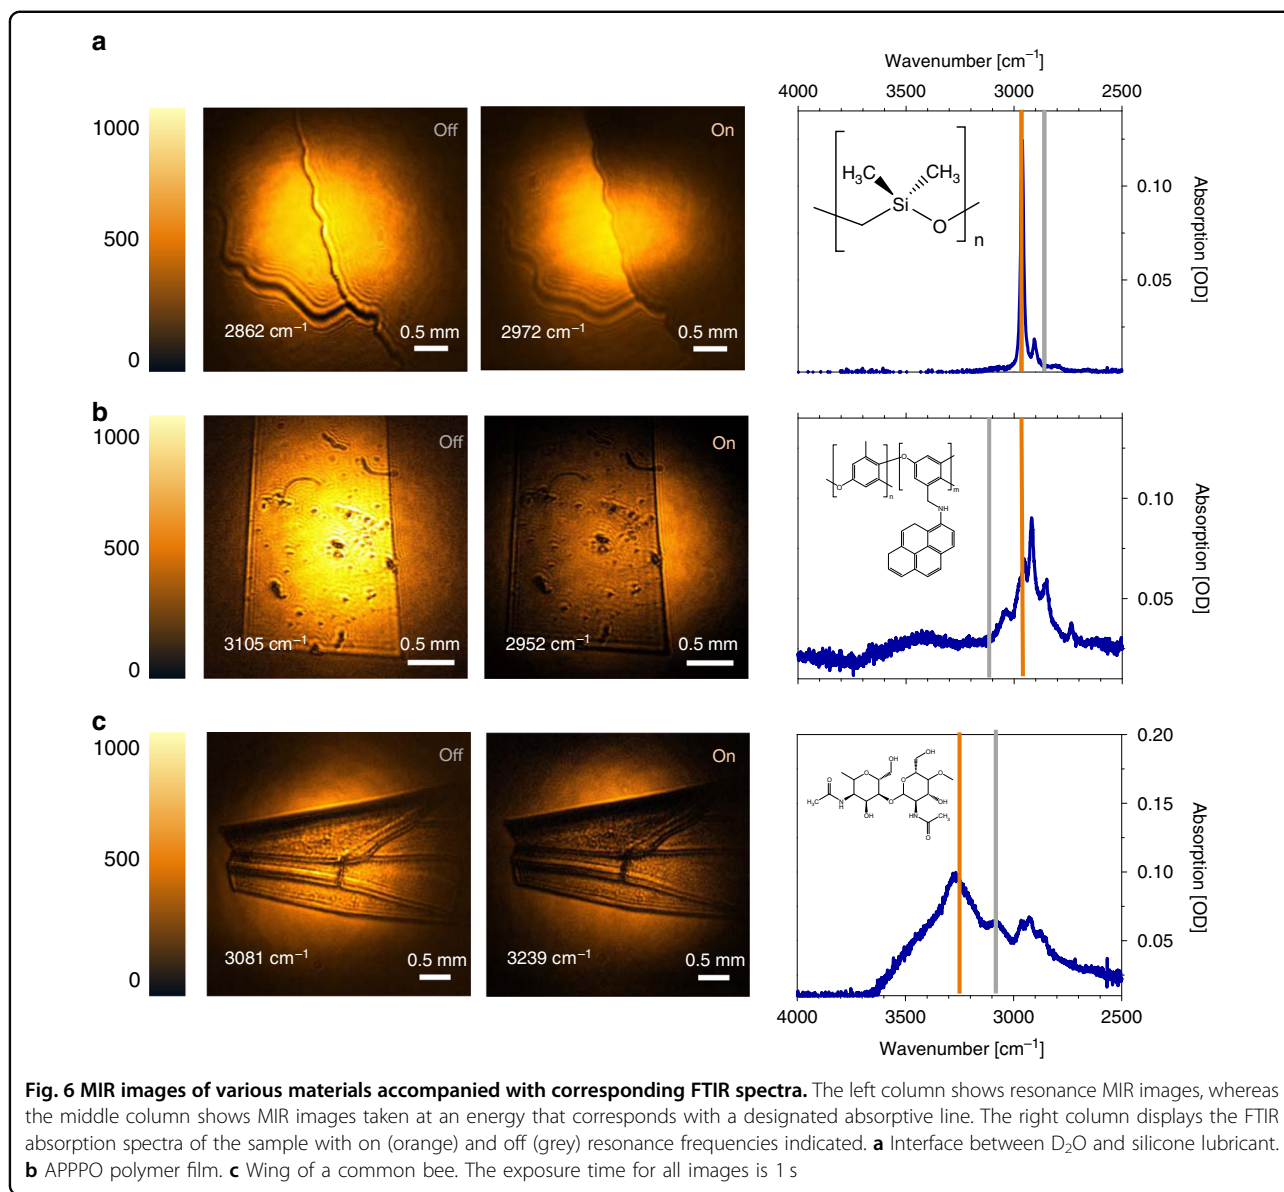 a
1000
500
0
Off
2862 cm⁻¹
0.5 mm
On
2972 cm⁻¹
0.5 mm
Wavenumber [cm⁻¹]
4000
3500
3000
2500
H₃C
CH₃
Si
O
n
0.10
0.05
Absorption [OD]
b
1000
500
0
Off
3105 cm⁻¹
0.5 mm
On
2952 cm⁻¹
0.5 mm
O
n
O
m
NH
0.10
0.05
Absorption [OD]
c
1000
500
0
Off
3081 cm⁻¹
0.5 mm
On
3239 cm⁻¹
0.5 mm
OH
HO
O
O
O
H₃C
N
H
OH
O
OH
HN
CH₃
O
0.20
0.15
0.10
0.05
Absorption [OD]
4000
3500
3000
2500
Wavenumber [cm⁻¹]
Fig. 6 MIR images of various materials accompanied with corresponding FTIR spectra. The left column shows resonance MIR images, whereas
the middle column shows MIR images taken at an energy that corresponds with a designated absorptive line. The right column displays the FTIR
absorption spectra of the sample with on (orange) and off (grey) resonance frequencies indicated. a Interface between D₂O and silicone lubricant.
b APPPO polymer film. c Wing of a common bee. The exposure time for all images is 1 s